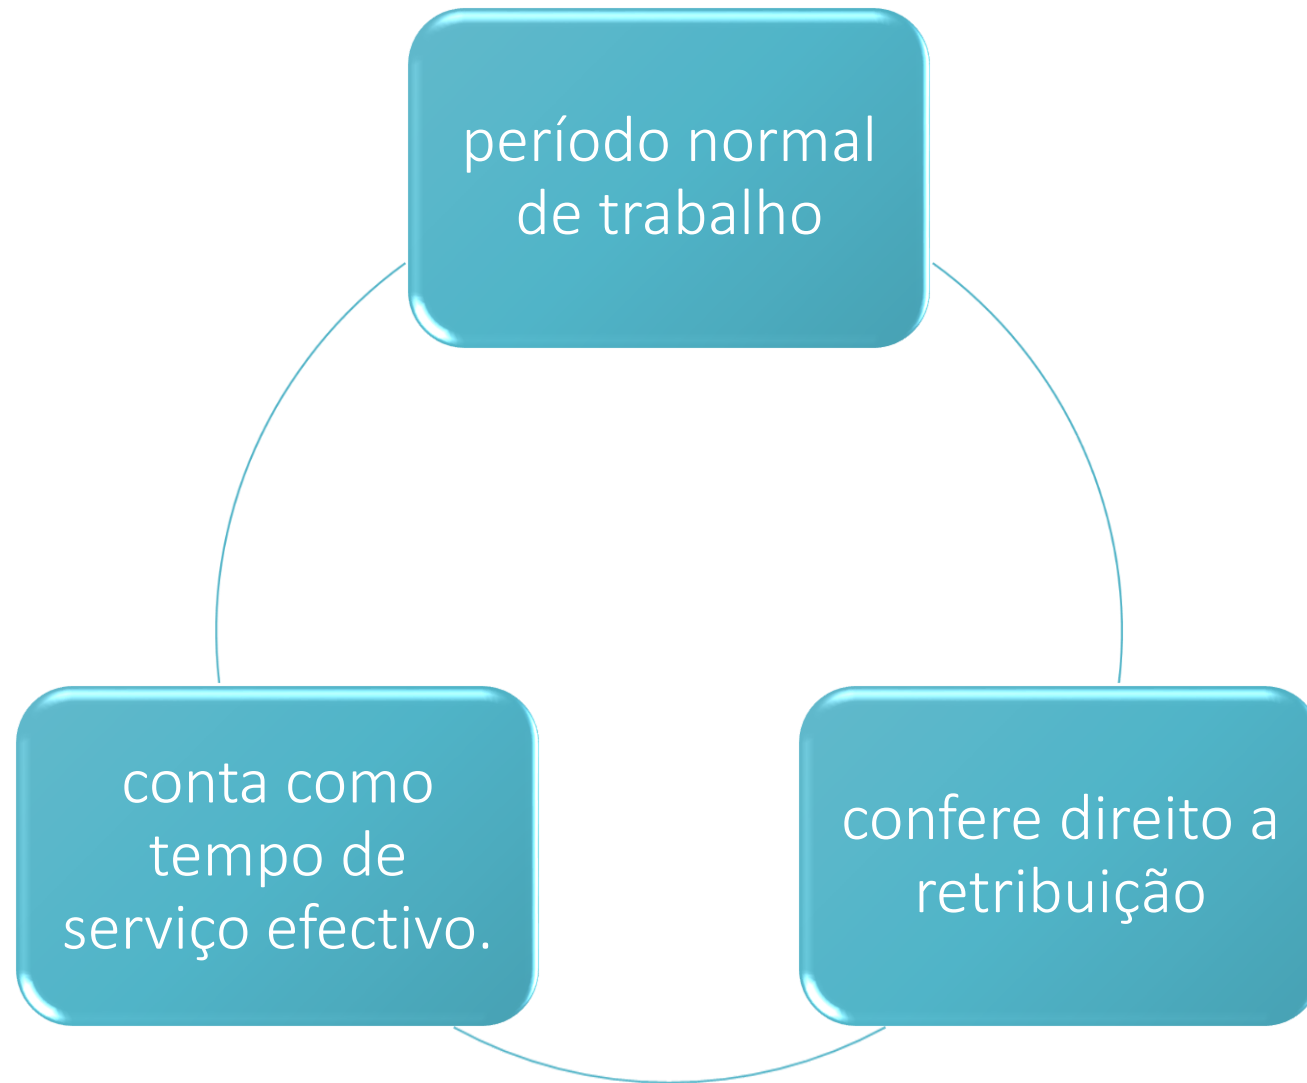 período normal
de trabalho
confere direito a
retribuição
conta como
tempo de
serviço efectivo.